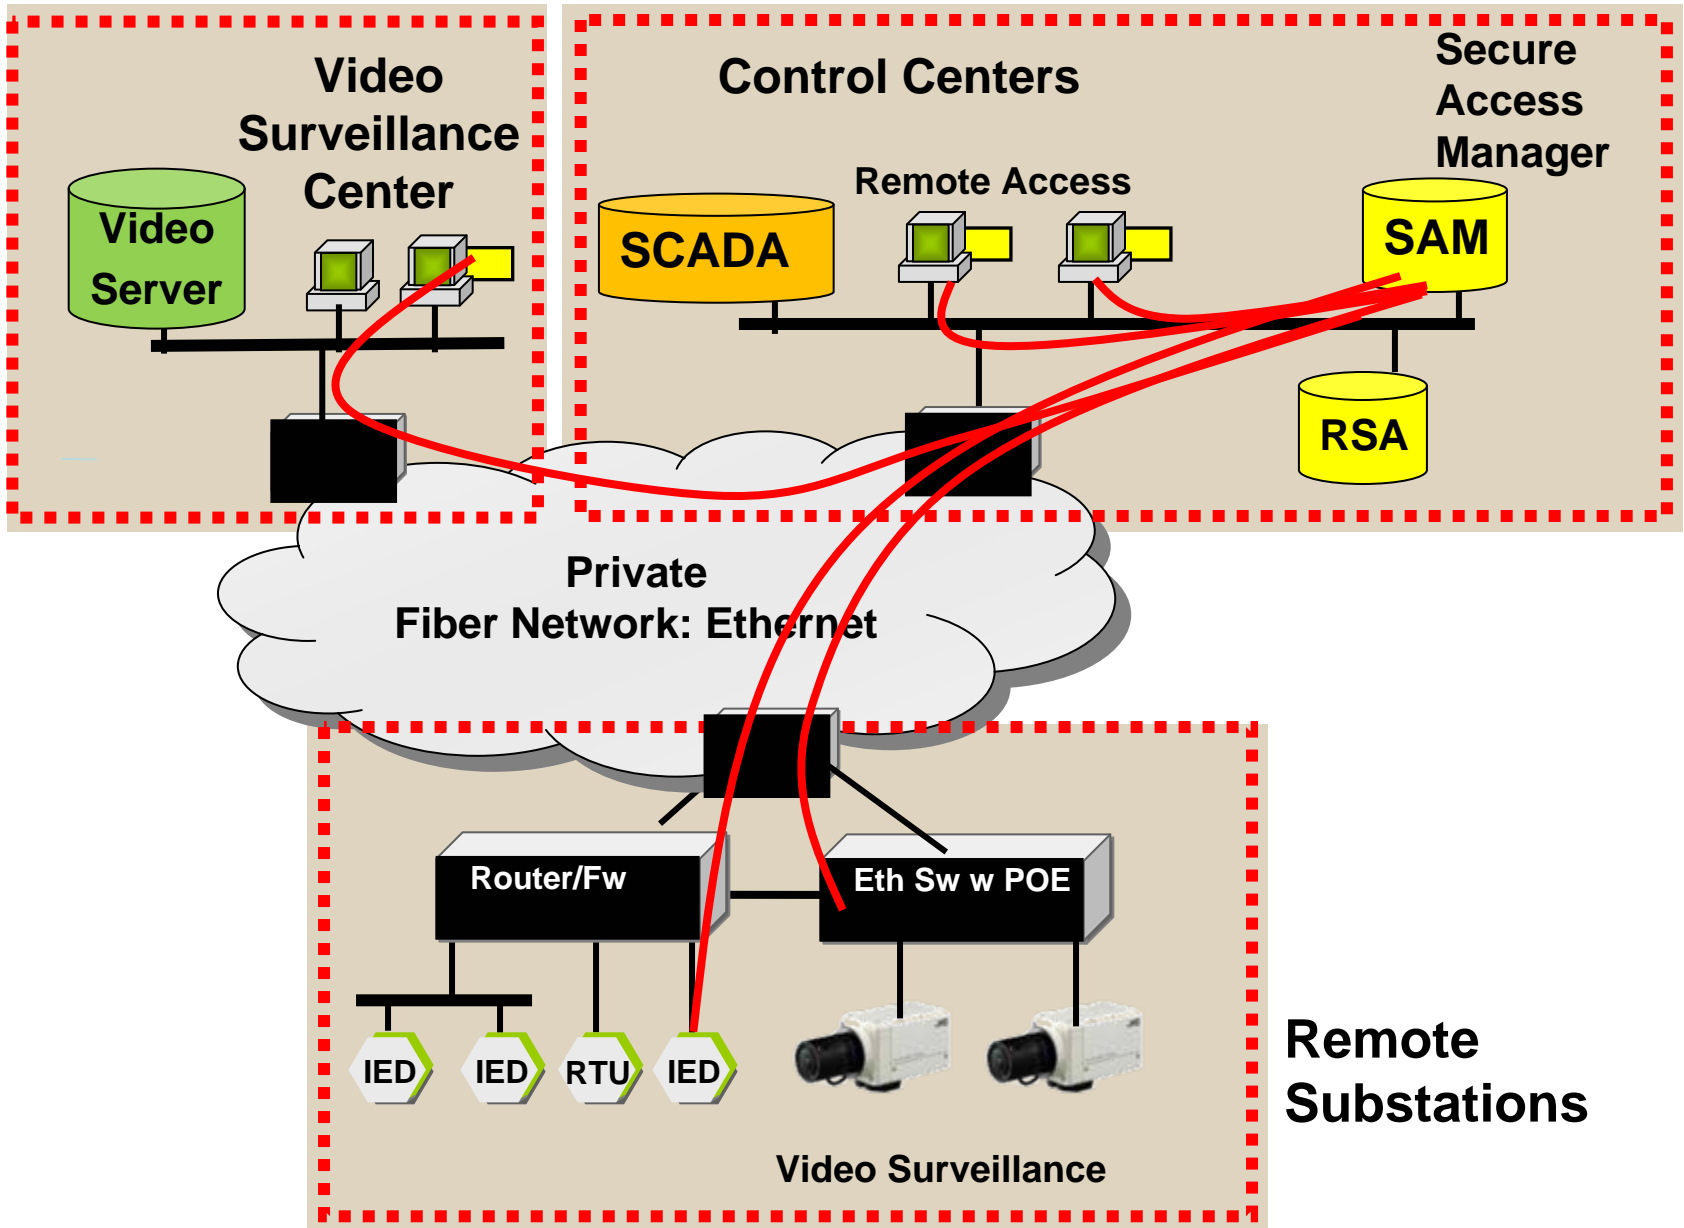 Video
Surveillance
Center
Video
Server
Control Centers
Secure
Access
Manager
Remote Access
SCADA
SAM
RSA
Private
Fiber Network: Ethernet
Router/Fw
Eth Sw w POE
IED
IED
RTU
IED
Video Surveillance
Remote
Substations